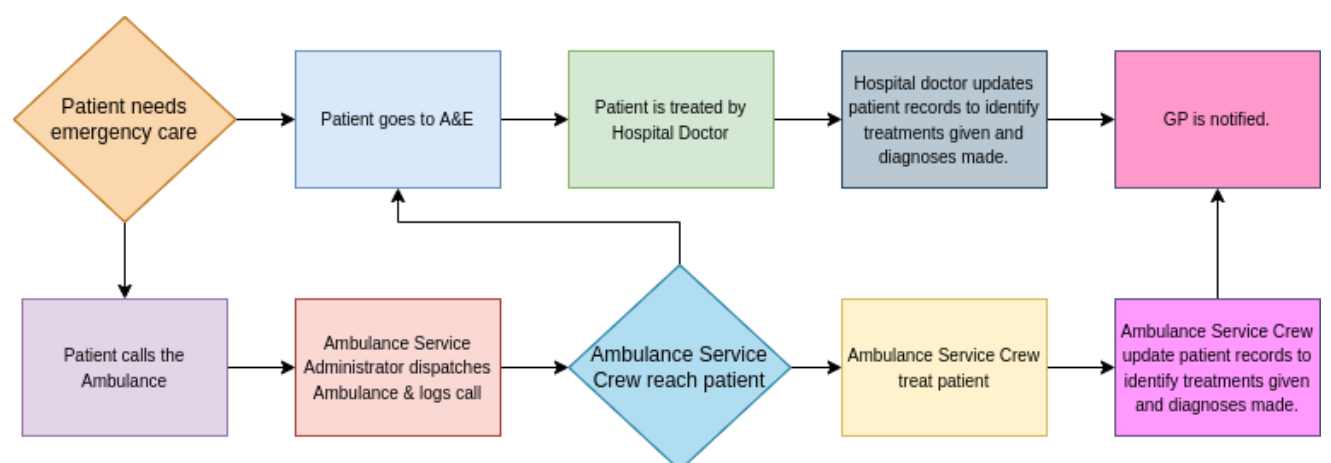 Patient needs
emergency care
Patient goes to A&E
Patient is treated by
Hospital Doctor
Hospital doctor updates
patient records to identify
treatments given and
diagnoses made.
GP is notified.
Patient calls the
Ambulance
Ambulance Service
Administrator dispatches
Ambulance & logs call
Ambulance Service
Crew reach patient
Ambulance Service Crew
treat patient
Ambulance Service Crew
update patient records to
identify treatments given
and diagnoses made.